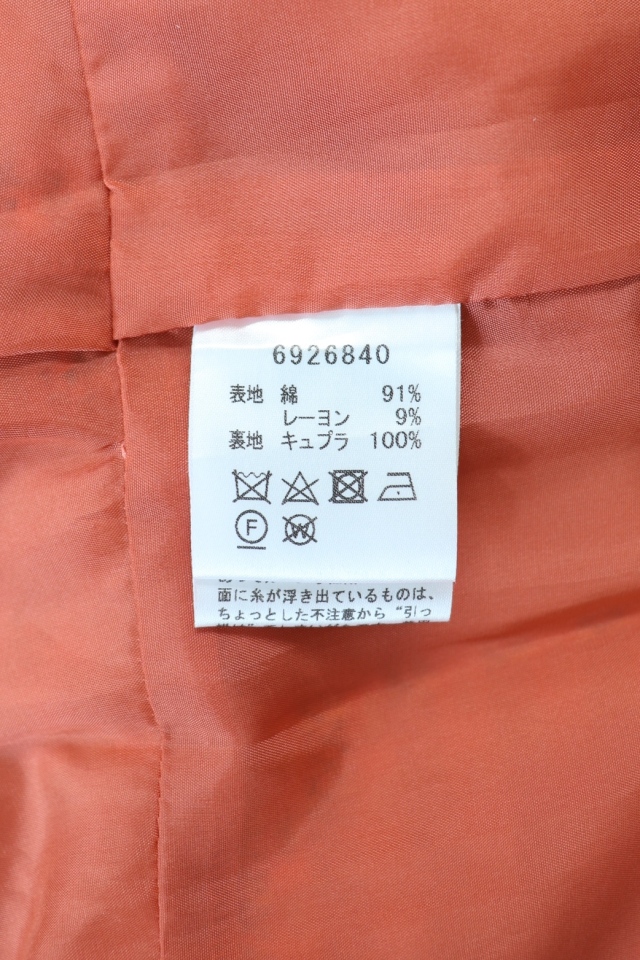 6926840
表地 綿 91%
レーヨン 9%
裏地 キュプラ 100%
F W
面に糸が浮き出ているものは、
ちょっとした不注意から“引っ